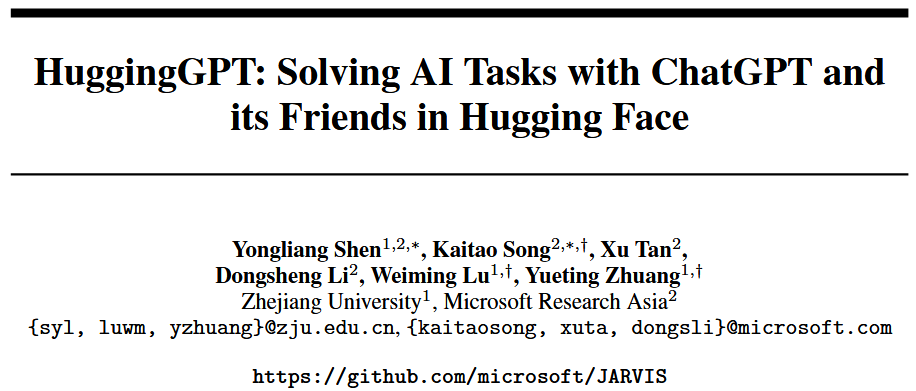 HuggingGPT: Solving AI Tasks with ChatGPT and
its Friends in Hugging Face
Yongliang Shen1,2,∗, Kaitao Song2,∗,†, Xu Tan2,
Dongsheng Li2, Weiming Lu1,†, Yueting Zhuang1,†
Zhejiang University1, Microsoft Research Asia2
{syl, luwm, yzhuang}@zju.edu.cn, {kaitaosong, xuta, dongsli}@microsoft.com
https://github.com/microsoft/JARVIS